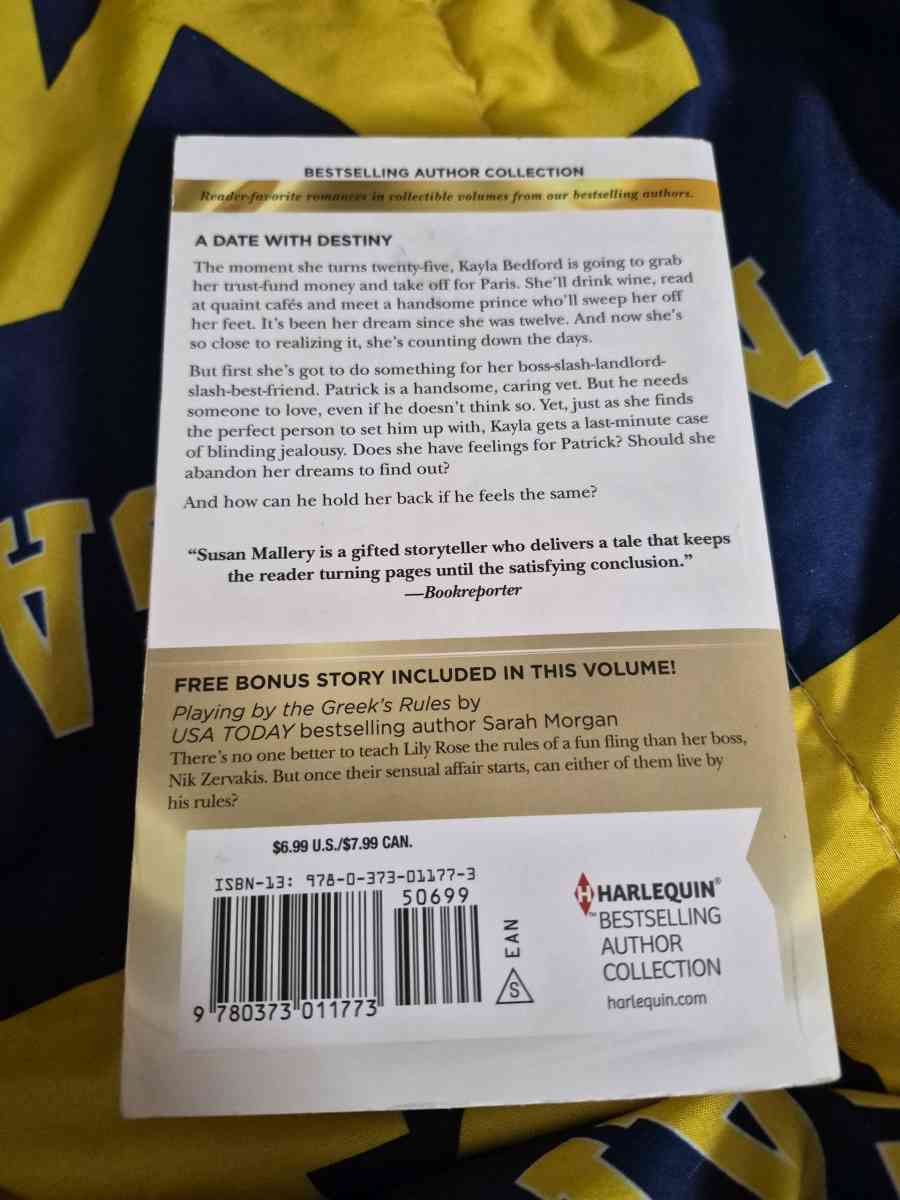 BESTSELLING AUTHOR COLLECTION
Reader-favorite romances in collectible volumes from our bestselling authors.
A DATE WITH DESTINY
The moment she turns twenty-five, Kayla Bedford is going to grab
her trust-fund money and take off for Paris. She'll drink wine, read
at quaint cafés and meet a handsome prince who'll sweep her off
her feet. It's been her dream since she was twelve. And now she's
so close to realizing it, she's counting down the days.
But first she's got to do something for her boss-slash-landlord-
slash-best-friend. Patrick is a handsome, caring vet. But he needs
someone to love, even if he doesn't think so. Yet, just as she finds
the perfect person to set him up with, Kayla gets a last-minute case
of blinding jealousy. Does she have feelings for Patrick? Should she
abandon her dreams to find out?
And how can he hold her back if he feels the same?
"Susan Mallery is a gifted storyteller who delivers a tale that keeps
the reader turning pages until the satisfying conclusion."
—Bookreporter
FREE BONUS STORY INCLUDED IN THIS VOLUME!
Playing by the Greek's Rules by
USA TODAY bestselling author Sarah Morgan
There's no one better to teach Lily Rose the rules of a fun fling than her boss,
Nik Zervakis. But once their sensual affair starts, can either of them live by
his rules?
$6.99 U.S./$7.99 CAN.
ISBN-13: 978-0-373-01177-3
50699
EAN
S
9 780373 011773
H HARLEQUIN®
™ BESTSELLING
AUTHOR
COLLECTION
harlequin.com